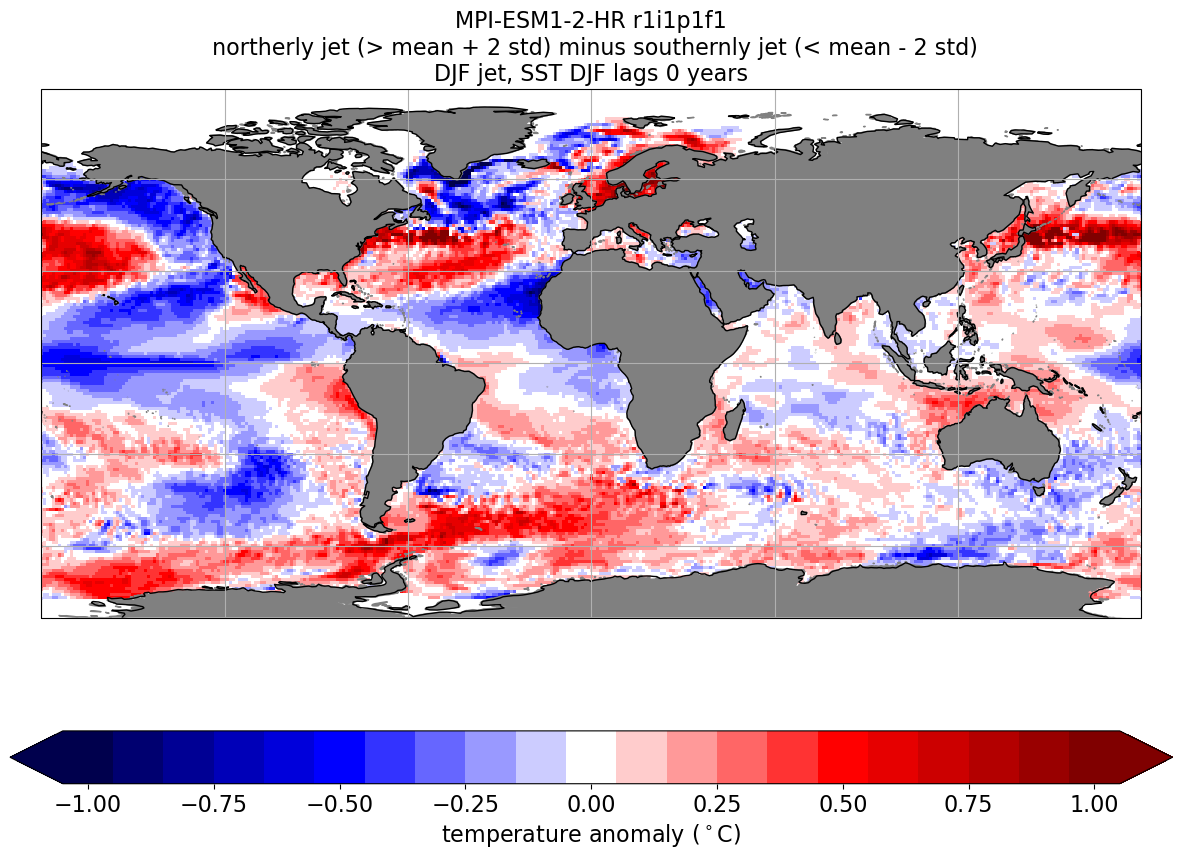 MPI-ESM1-2-HR r1i1p1f1
northerly jet (> mean + 2 std) minus southernly jet (< mean - 2 std)
DJF jet, SST DJF lags 0 years
−1.00 −0.75 −0.50 −0.25 0.00 0.25 0.50 0.75 1.00
temperature anomaly (°C)